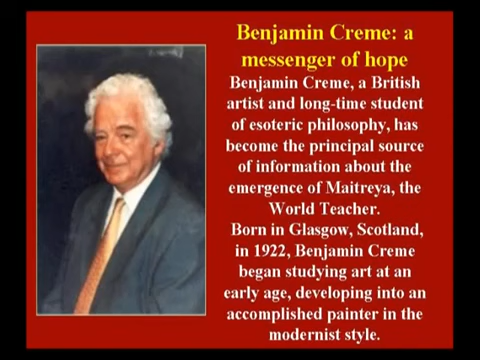 Benjamin Creme: a
messenger of hope
Benjamin Creme, a British
artist and long-time student
of esoteric philosophy, has
become the principal source
of information about the
emergence of Maitreya, the
World Teacher.
Born in Glasgow, Scotland,
in 1922, Benjamin Creme
began studying art at an
early age, developing into an
accomplished painter in the
modernist style.